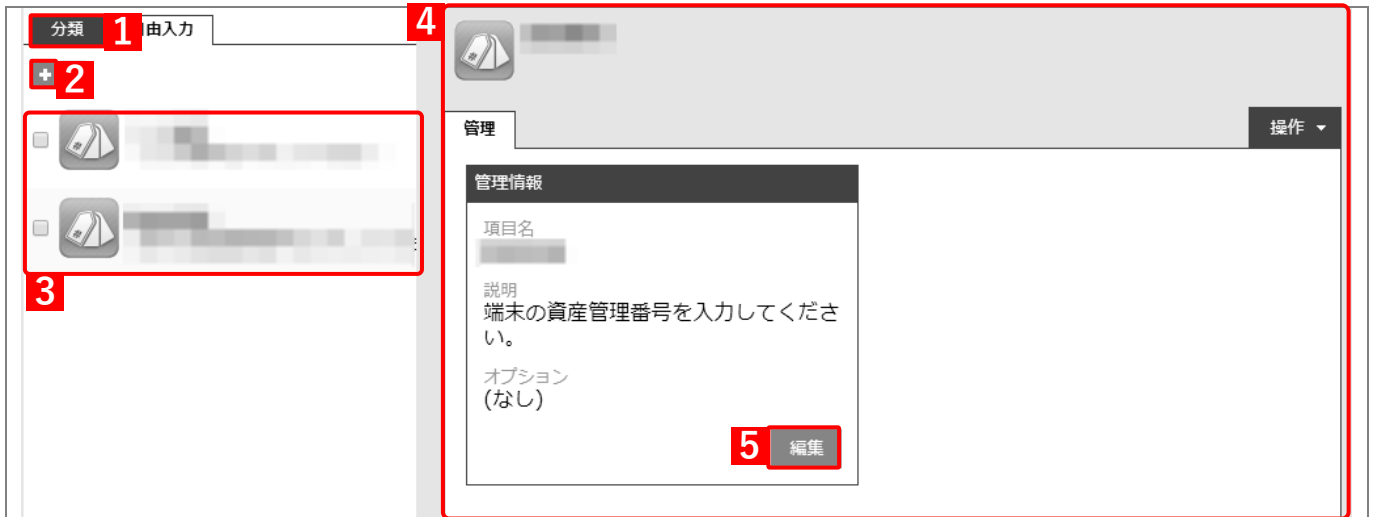 分類
1
由入力
2
3
4
管理
操作
管理情報
項目名
説明
端末の資産管理番号を入力してくださ
い。
オプション
(なし)
5
編集